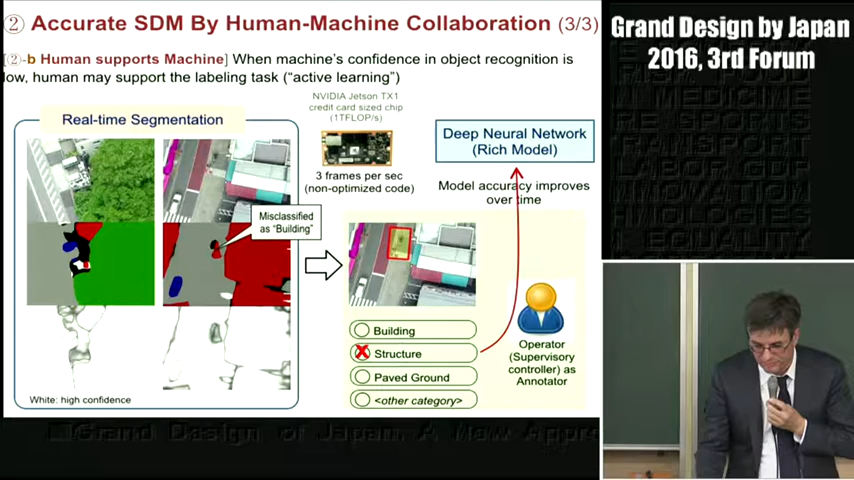 ② Accurate SDM By Human-Machine Collaboration (3/3)
[②-b Human supports Machine] When machine's confidence in object recognition is
low, human may support the labeling task ("active learning")
Real-time Segmentation
NVIDIA Jetson TX1
credit card sized chip
(1TFLOP/s)
3 frames per sec
(non-optimized code)
Deep Neural Network
(Rich Model)
Model accuracy improves
over time
Misclassified
as "Building"
Building
X Structure
Paved Ground
<other category>
Operator
(Supervisory
controller) as
Annotator
White: high confidence
Grand Design by Japan
2016, 3rd Forum
Grand Design of Japan, A New Appro